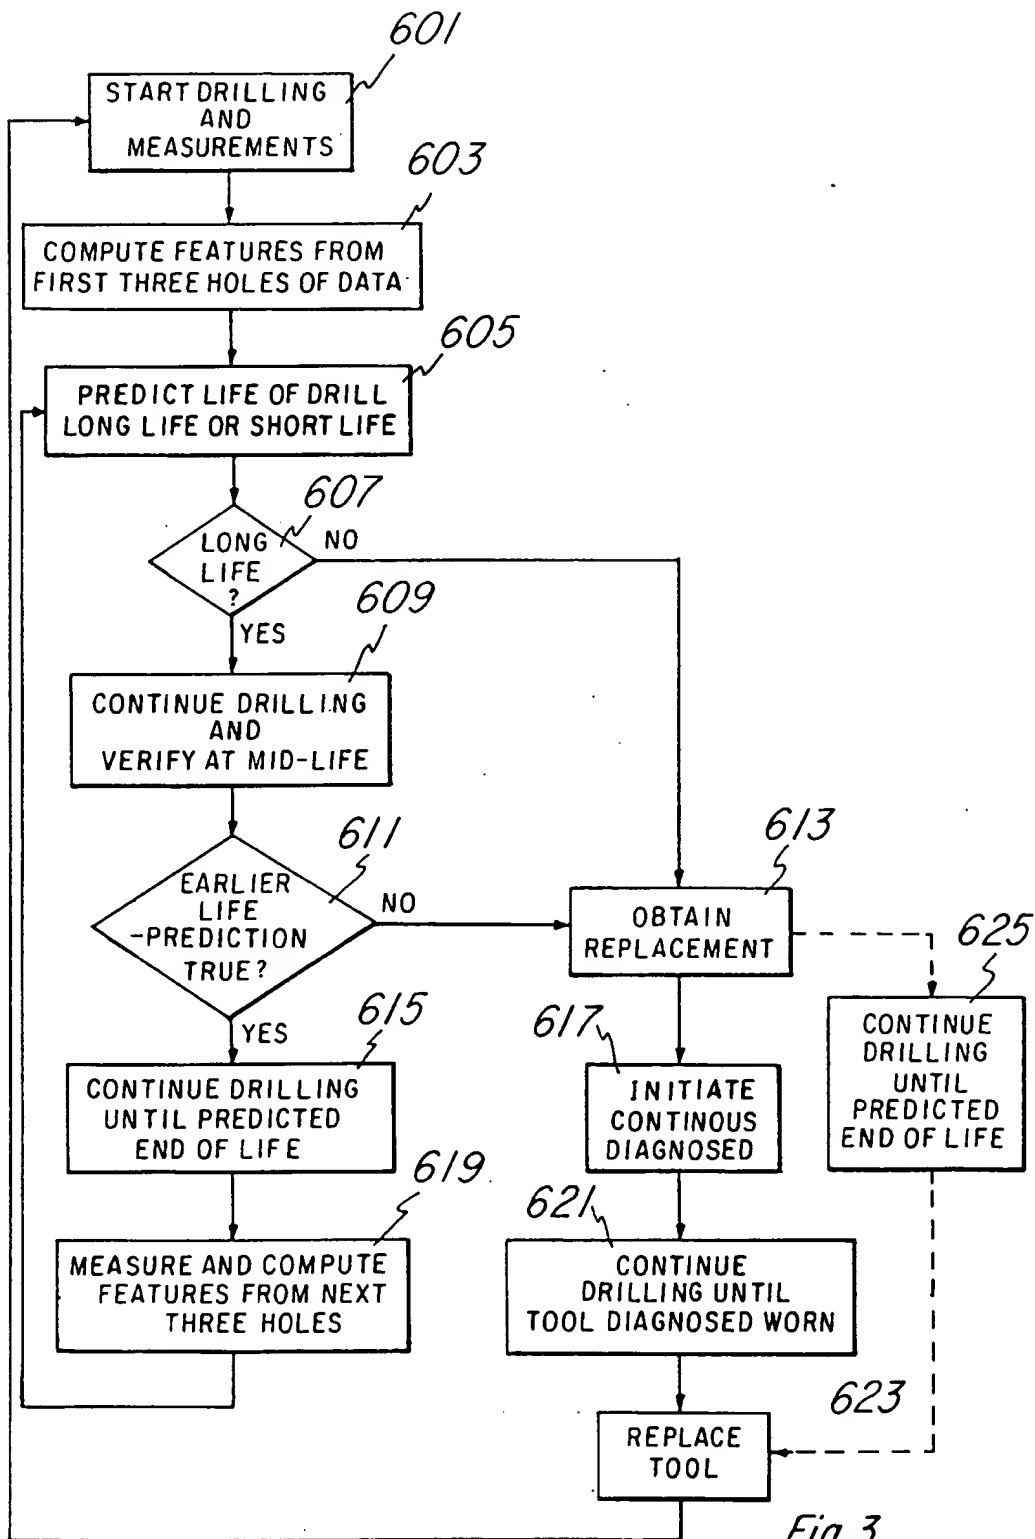 601
START DRILLING
AND
MEASUREMENTS
603
COMPUTE FEATURES FROM
FIRST THREE HOLES OF DATA
605
PREDICT LIFE OF DRILL
LONG LIFE OR SHORT LIFE
607
LONG
LIFE
?
NO
YES
609
CONTINUE DRILLING
AND
VERIFY AT MID-LIFE
611
EARLIER
LIFE
-PREDICTION
TRUE?
NO
YES
613
OBTAIN
REPLACEMENT
625
CONTINUE
DRILLING
UNTIL
PREDICTED
END OF LIFE
615
CONTINUE DRILLING
UNTIL PREDICTED
END OF LIFE
617
INITIATE
CONTINOUS
DIAGNOSED
619
MEASURE AND COMPUTE
FEATURES FROM NEXT
THREE HOLES
621
CONTINUE
DRILLING UNTIL
TOOL DIAGNOSED WORN
623
REPLACE
TOOL
Fig. 3